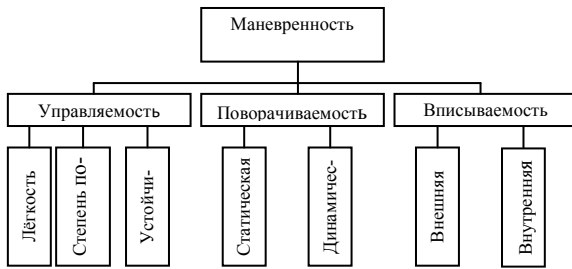 Маневренность
Управляемость
Поворачиваемость
Вписываемость
Лёгкость
Степень по-
Устойчи-
Статическая
Динамичес-
Внешняя
Внутренняя